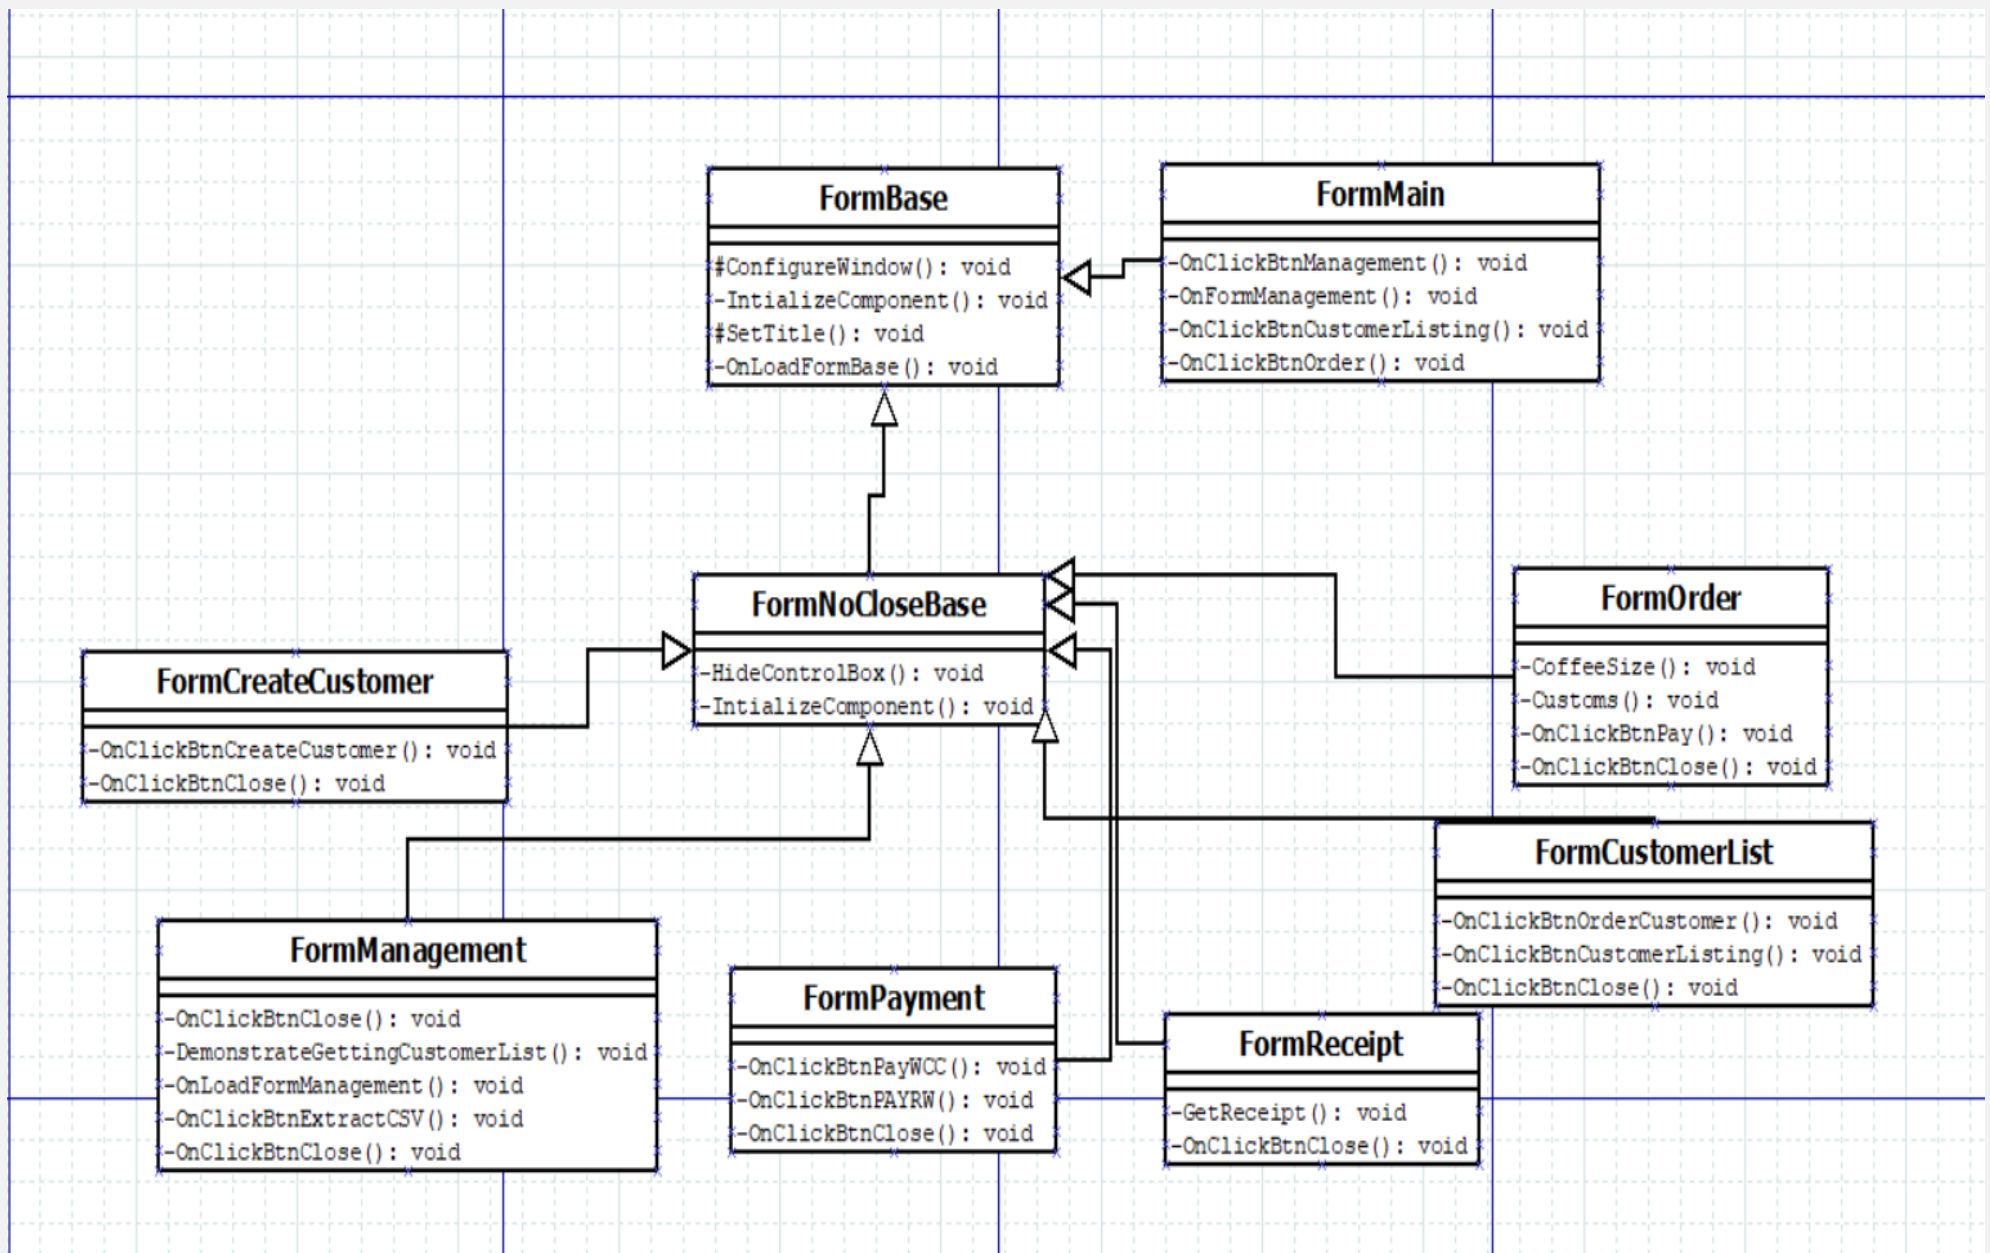 FormBase
#ConfigureWindow(): void
-IntializeComponent(): void
#SetTitle(): void
-OnLoadFormBase(): void
FormMain
-OnClickBtnManagement(): void
-OnFormManagement(): void
-OnClickBtnCustomerListing(): void
-OnClickBtnOrder(): void
FormNoCloseBase
-HideControlBox(): void
-IntializeComponent(): void
FormOrder
-CoffeeSize(): void
-Customs(): void
-OnClickBtnPay(): void
-OnClickBtnClose(): void
FormCreateCustomer
-OnClickBtnCreateCustomer(): void
-OnClickBtnClose(): void
FormCustomerList
-OnClickBtnOrderCustomer(): void
-OnClickBtnCustomerListing(): void
-OnClickBtnClose(): void
FormManagement
-OnClickBtnClose(): void
-DemonstrateGettingCustomerList(): void
-OnLoadFormManagement(): void
-OnClickBtnExtractCSV(): void
-OnClickBtnClose(): void
FormPayment
-OnClickBtnPayWCC(): void
-OnClickBtnPAYRW(): void
-OnClickBtnClose(): void
FormReceipt
-GetReceipt(): void
-OnClickBtnClose(): void